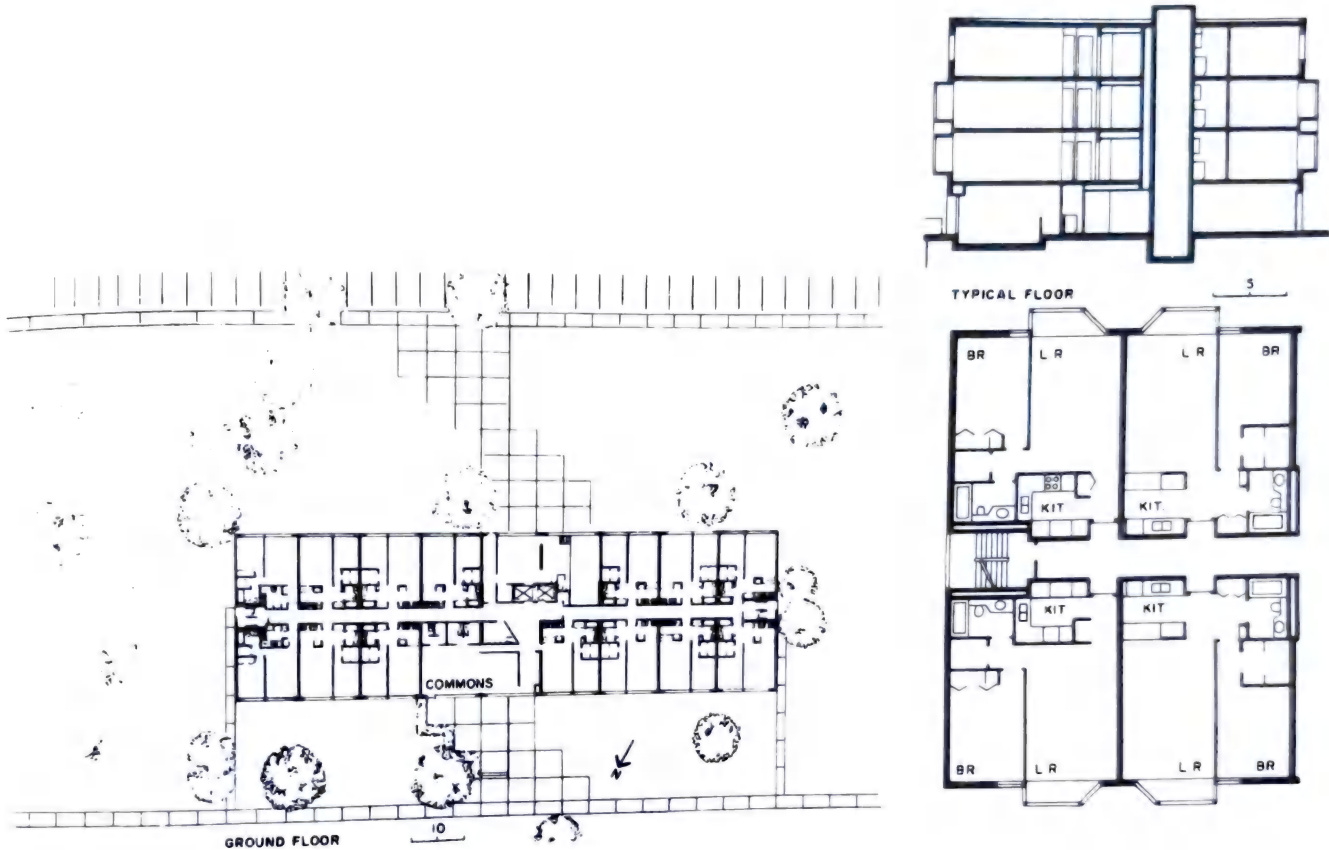 TYPICAL FLOOR
5
BR
L R
L R
BR
KIT.
KIT.
KIT
KIT
BR
L R
L R
BR
COMMONS
N
GROUND FLOOR
10